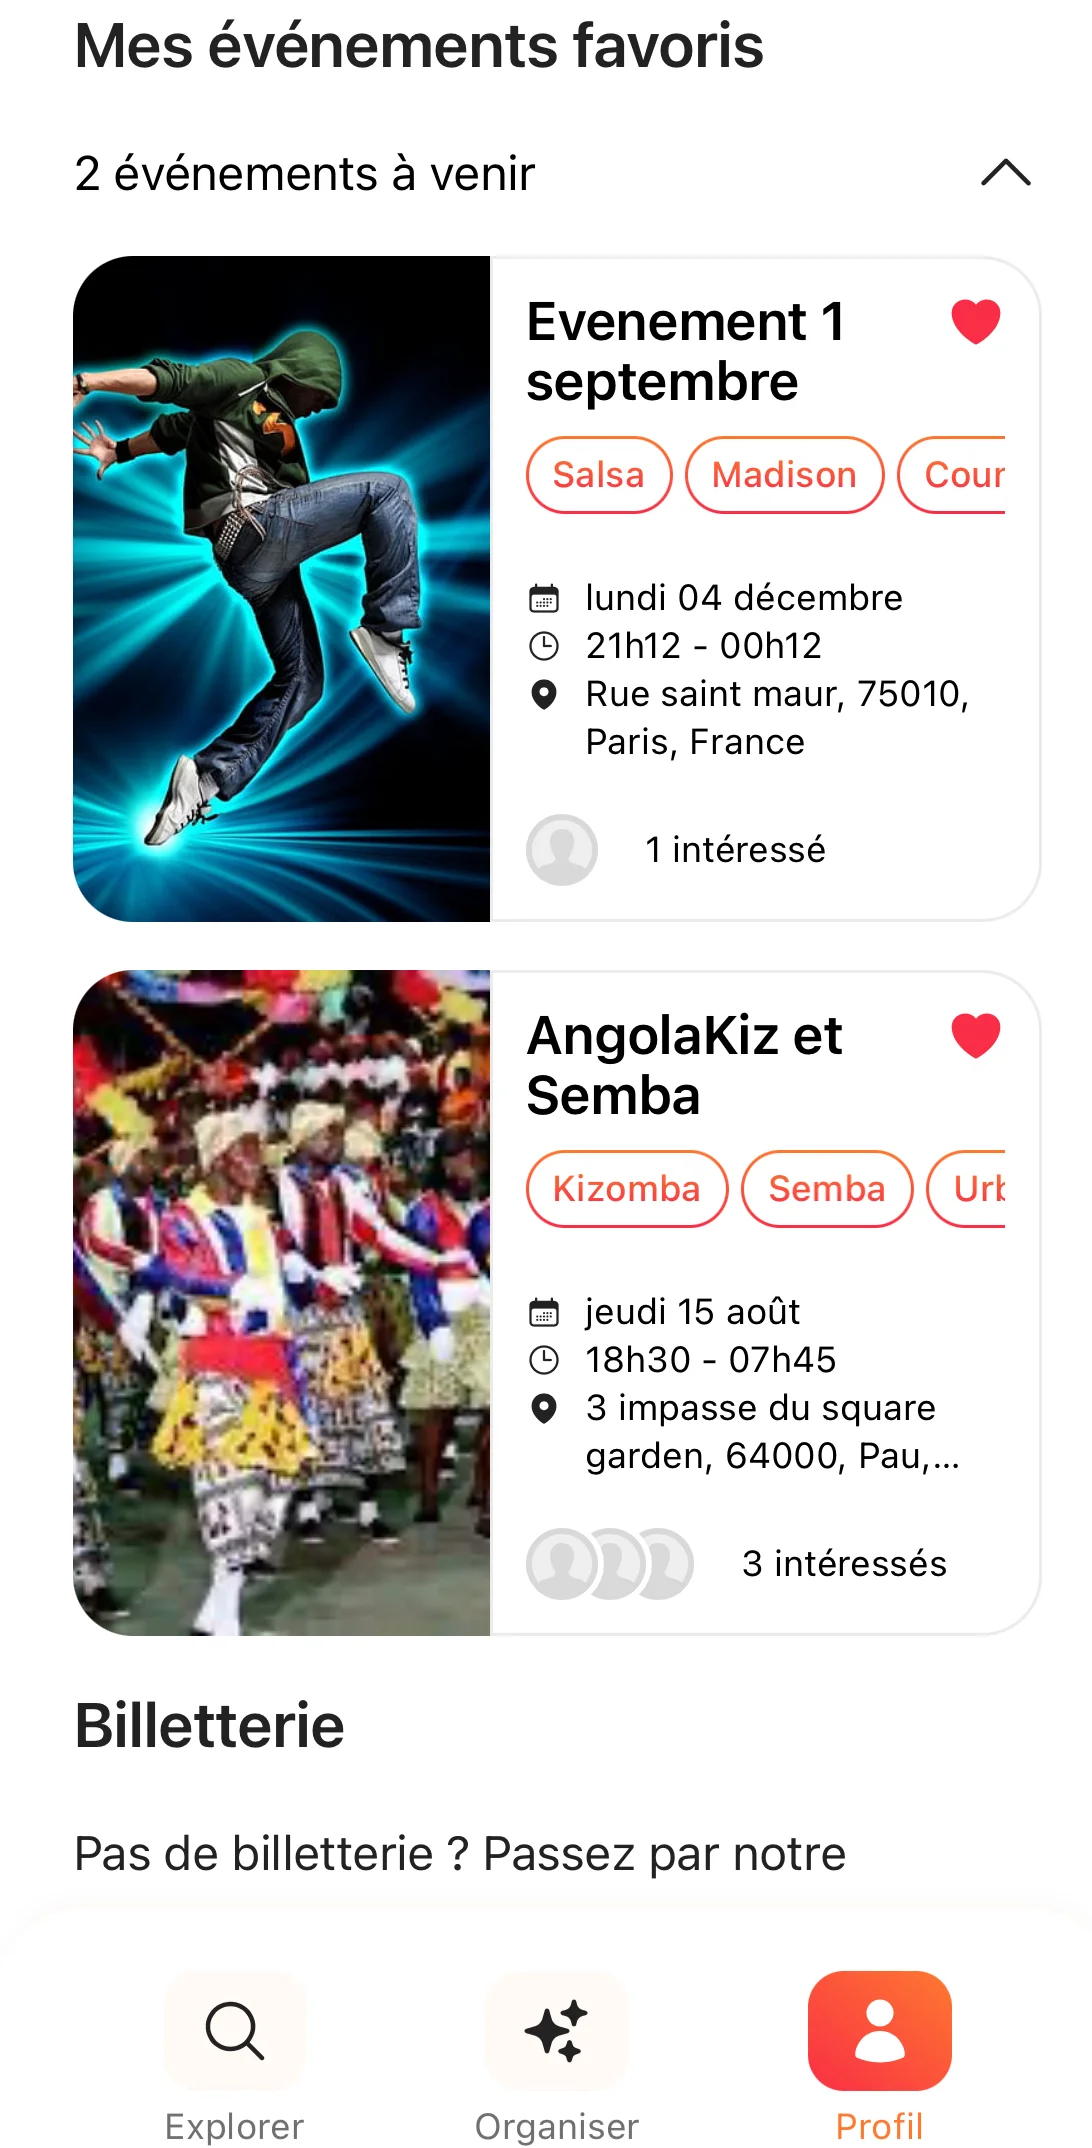 Mes événements favoris
2 événements à venir
Evenement 1
septembre
Salsa
Madison
Cour
lundi 04 décembre
21h12 - 00h12
Rue saint maur, 75010,
Paris, France
1 intéressé
AngolaKiz et
Semba
Kizomba
Semba
Urb
jeudi 15 août
18h30 - 07h45
3 impasse du square
garden, 64000, Pau,...
3 intéressés
Billetterie
Pas de billetterie ? Passez par notre
Explorer
Organiser
Profil